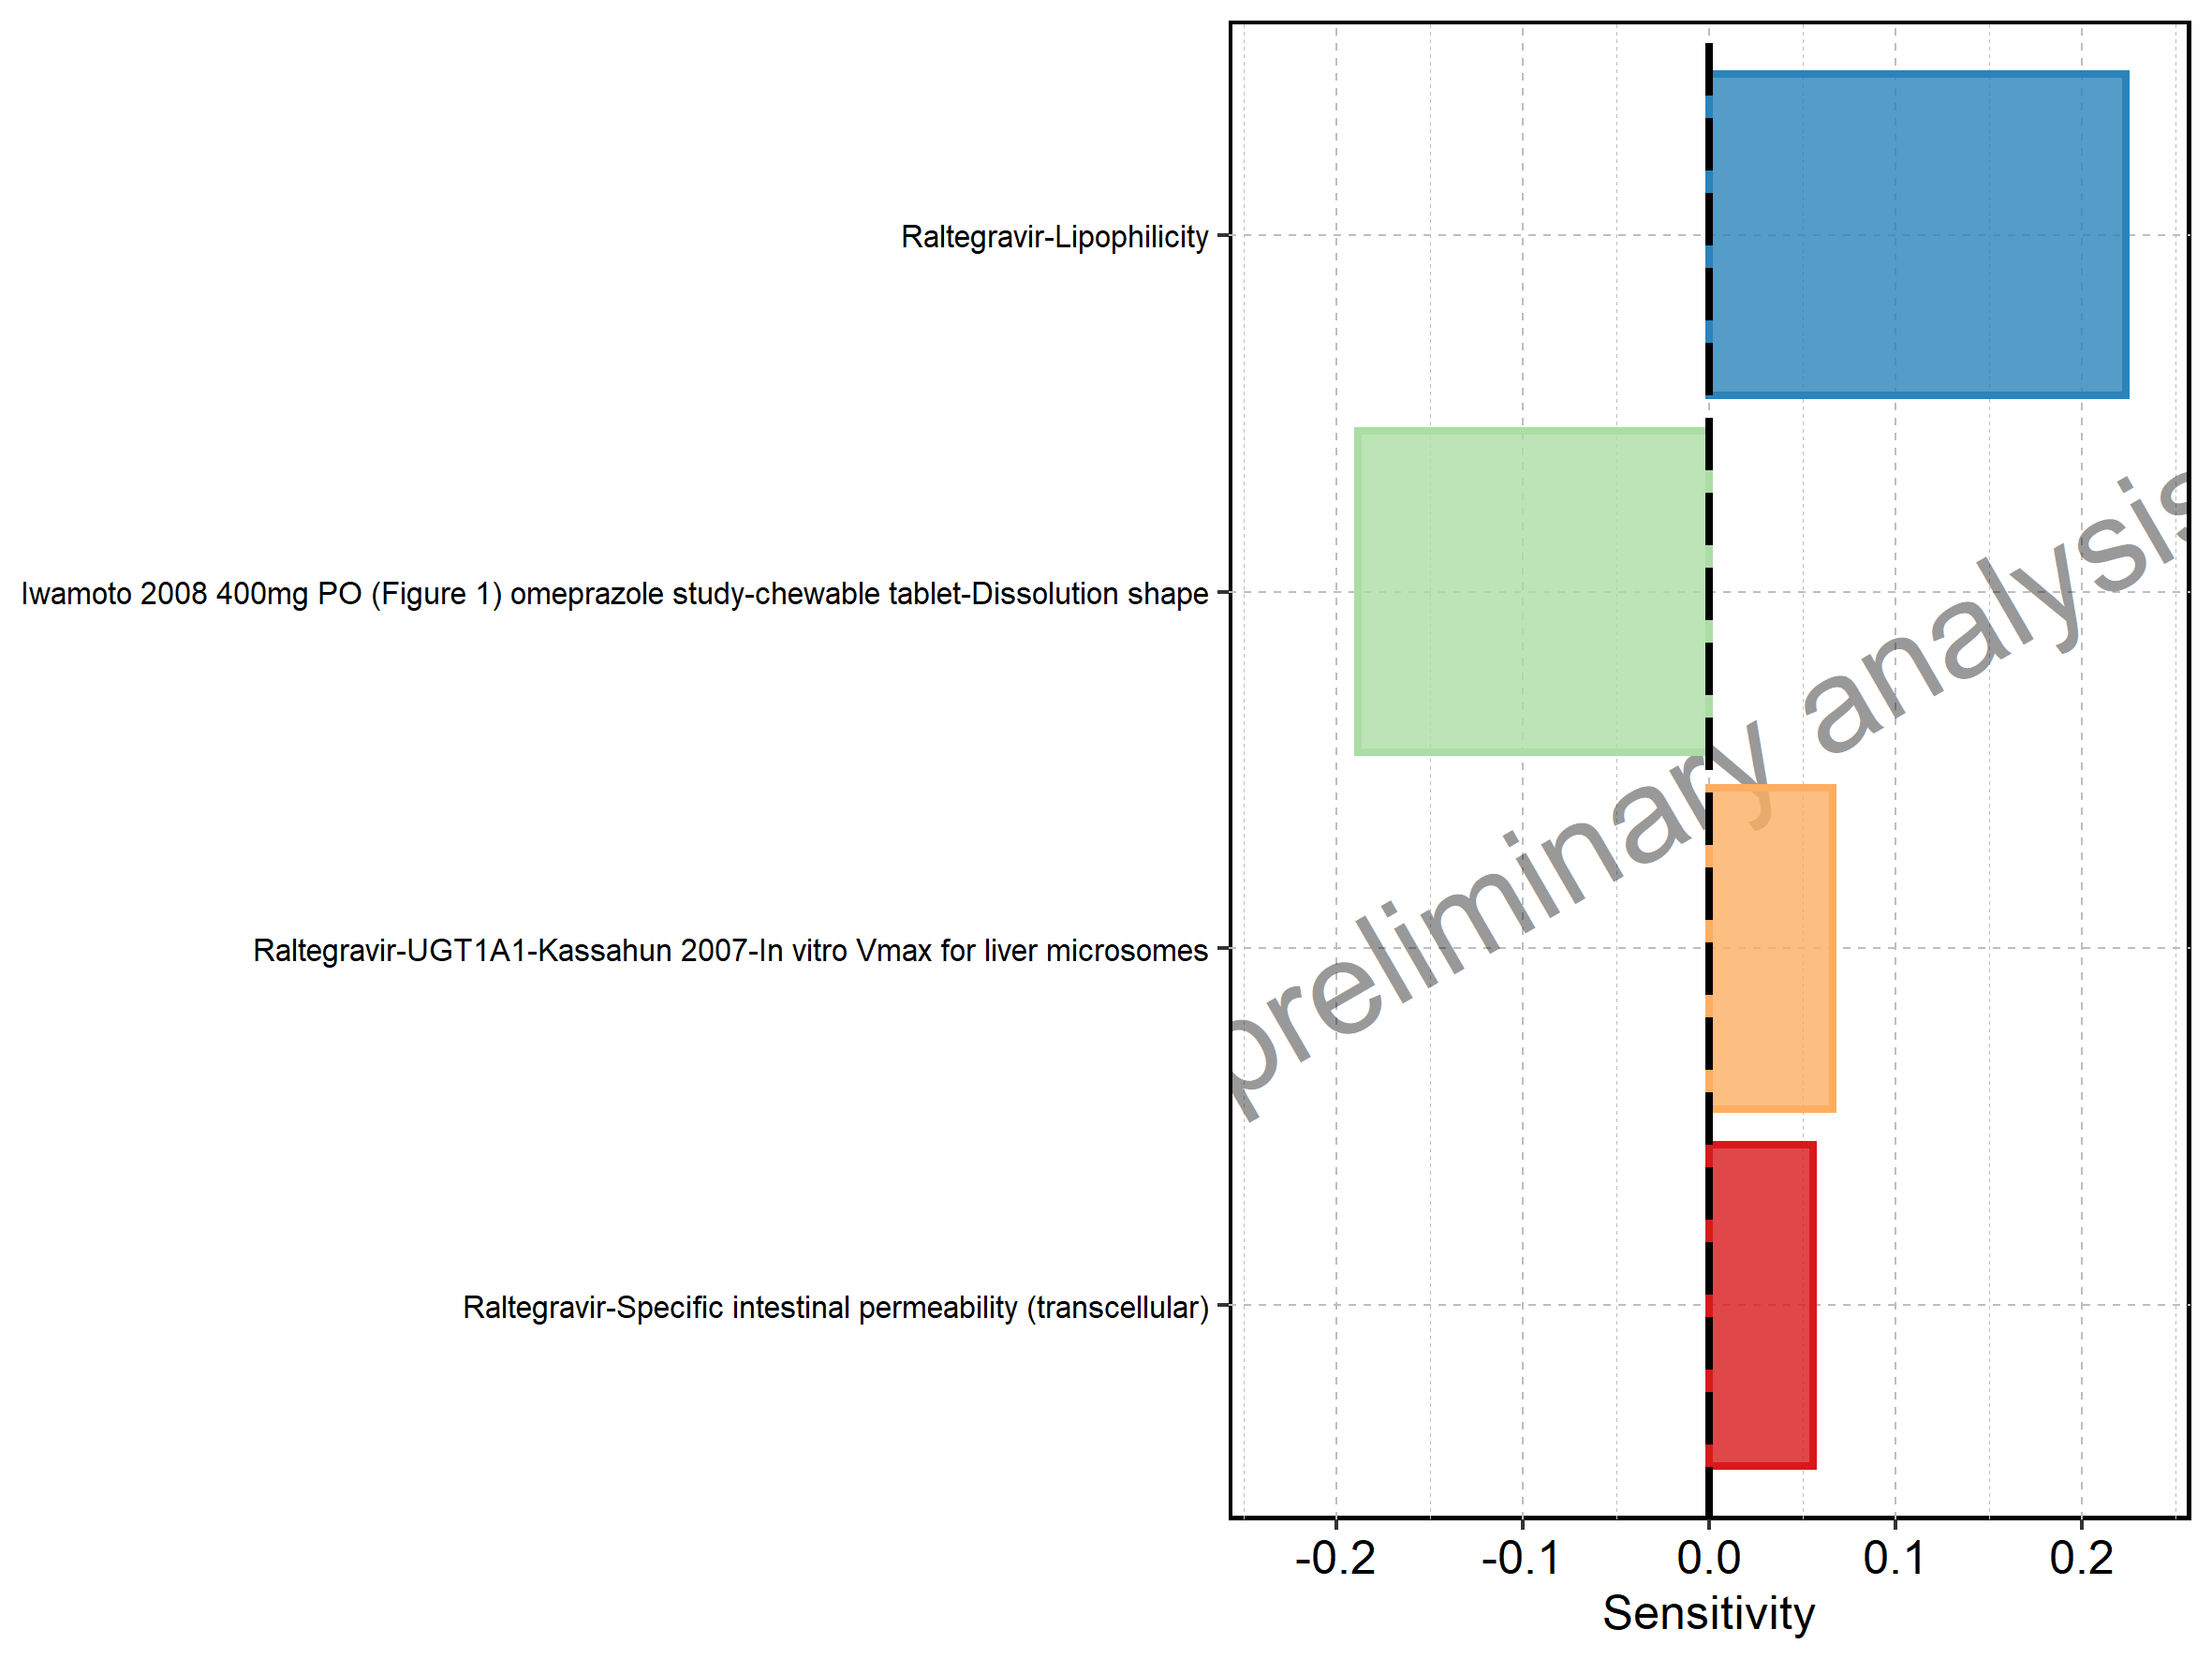 Raltegravir-Lipophilicity
Iwamoto 2008 400mg PO (Figure 1) omeprazole study-chewable tablet-Dissolution shape
Raltegravir-UGT1A1-Kassahun 2007-In vitro Vmax for liver microsomes
Raltegravir-Specific intestinal permeability (transcellular)
preliminary analysis
-0.2 -0.1 0.0 0.1 0.2
Sensitivity